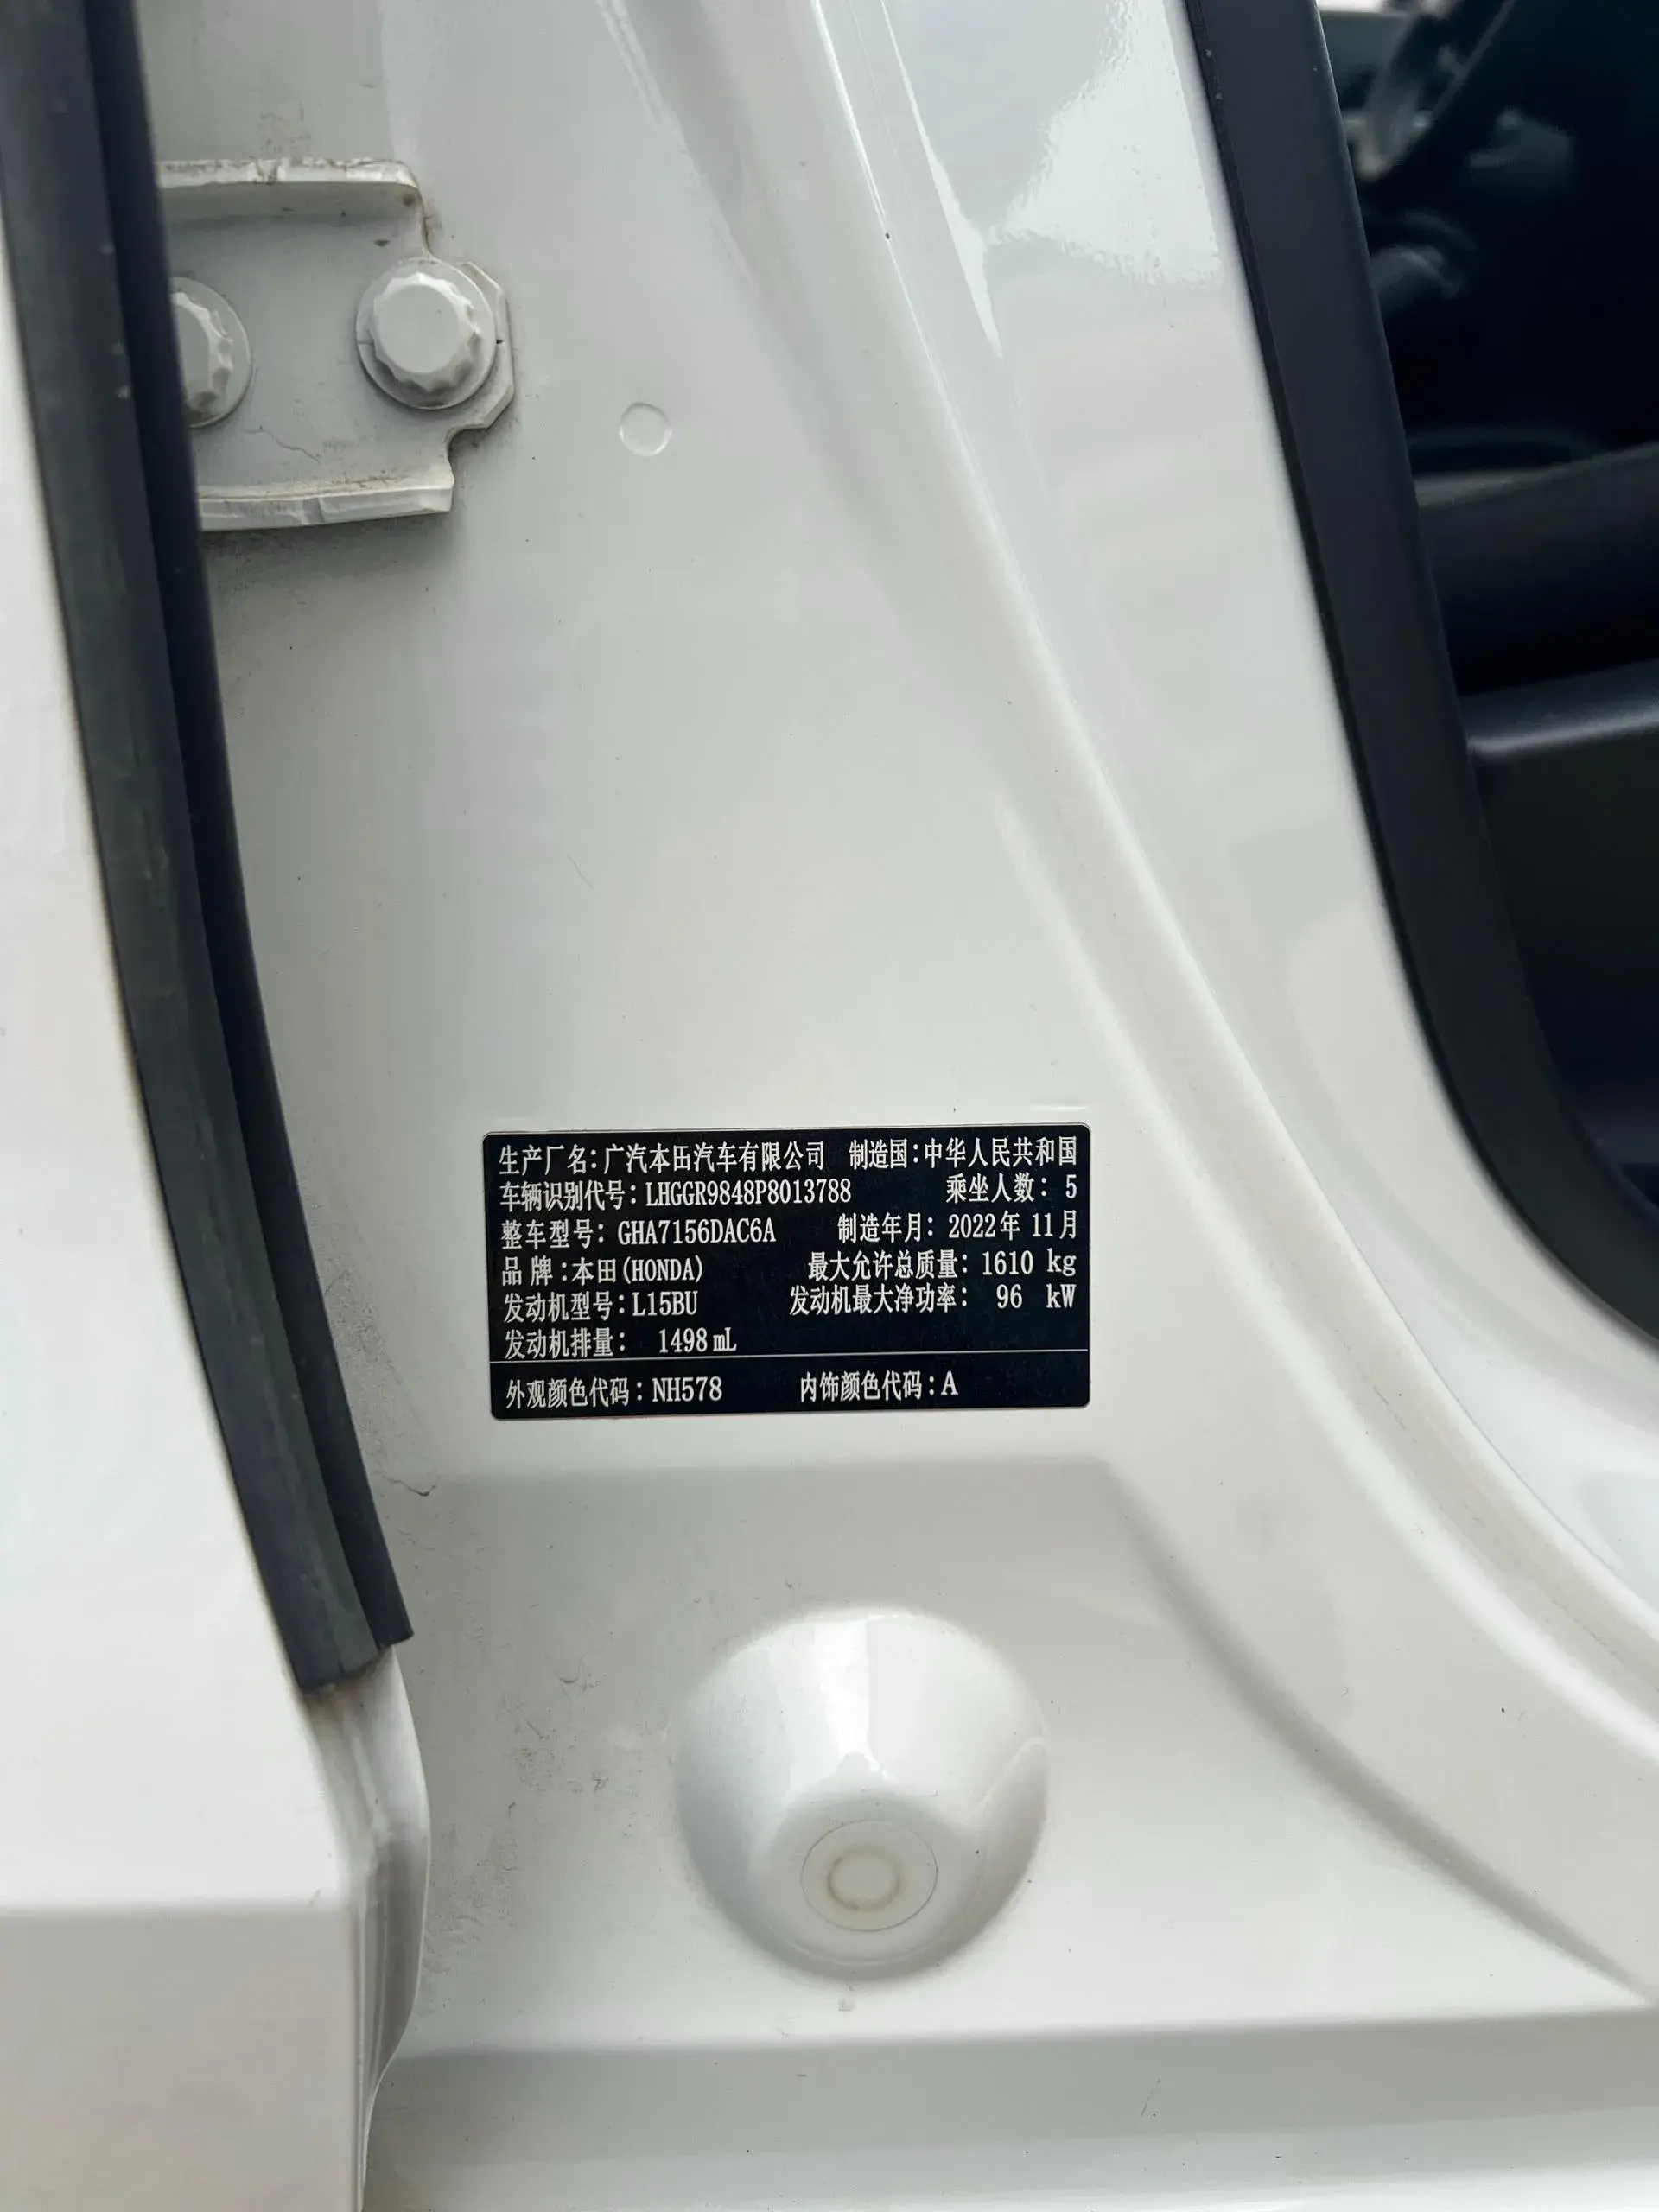 生产厂名：广汽本田汽车有限公司 制造国：中华人民共和国
车辆识别代号：LHGGR9848P8013788 乘坐人数：5
整车型号：GHA7156DAC6A 制造年月：2022年11月
品牌：本田(HONDA) 最大允许总质量：1610 kg
发动机型号：L15BU 发动机最大净功率：96 kW
发动机排量：1498 mL
外观颜色代码：NH578 内饰颜色代码：A